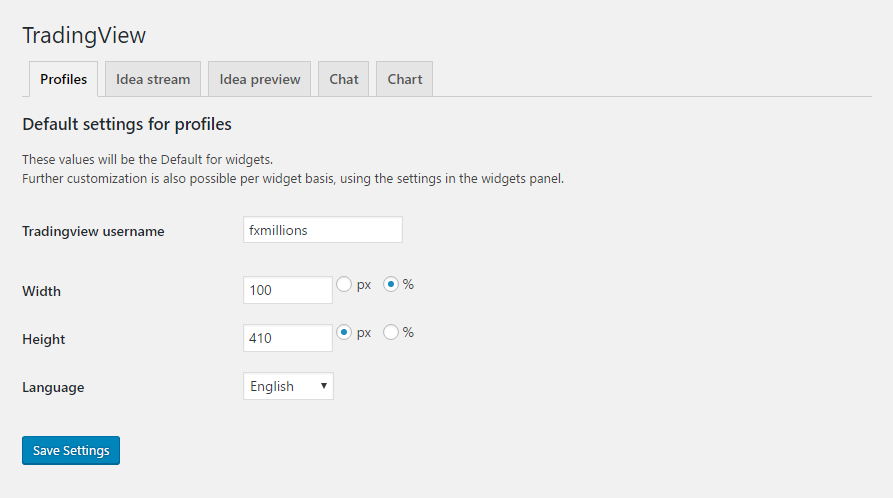 TradingView
Profiles Idea stream Idea preview Chat Chart
Default settings for profiles
These values will be the Default for widgets.
Further customization is also possible per widget basis, using the settings in the widgets panel.
Tradingview username fxmillions
Width 100 px %
Height 410 px %
Language English
Save Settings